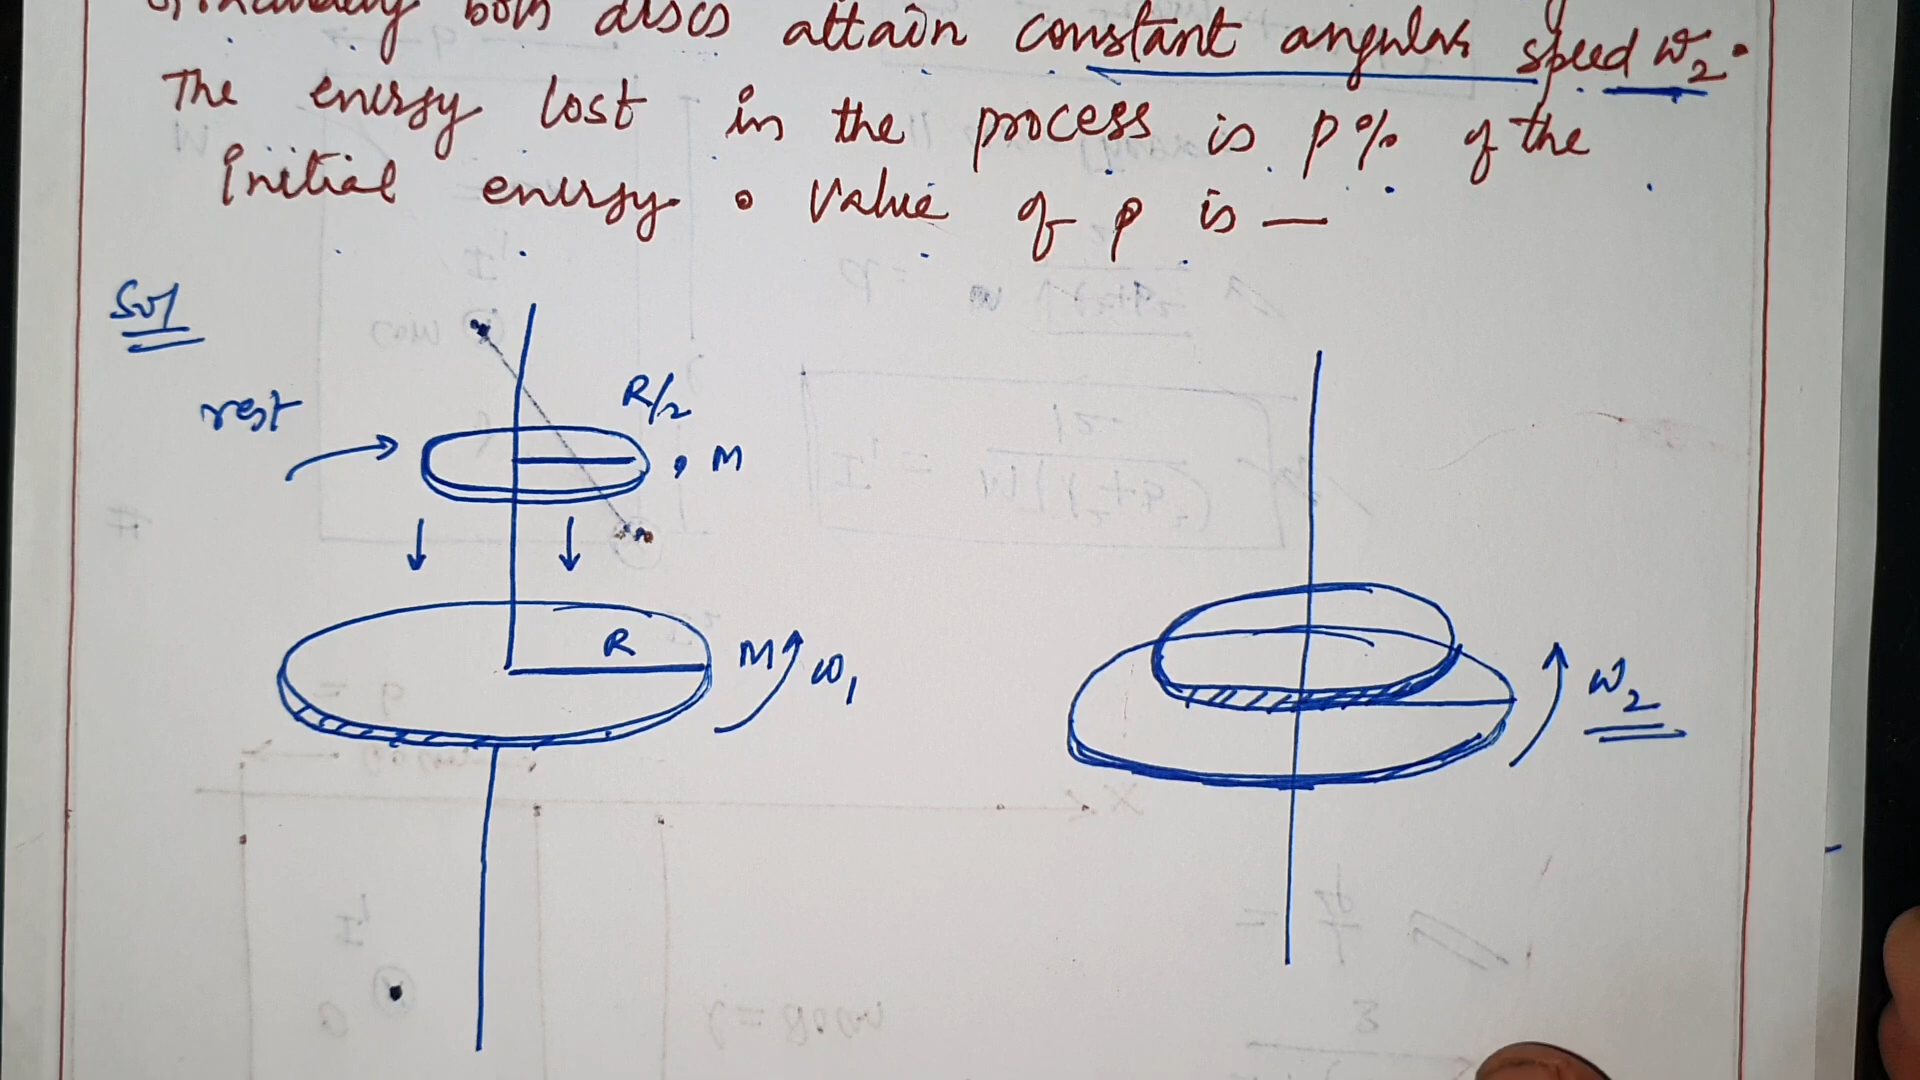 both discs attain constant angular speed ω₂.
The energy lost in the process is p% of the
initial energy. Value of p is —
Sol
rest
R/2
, M
R
M
ω₁
ω₂